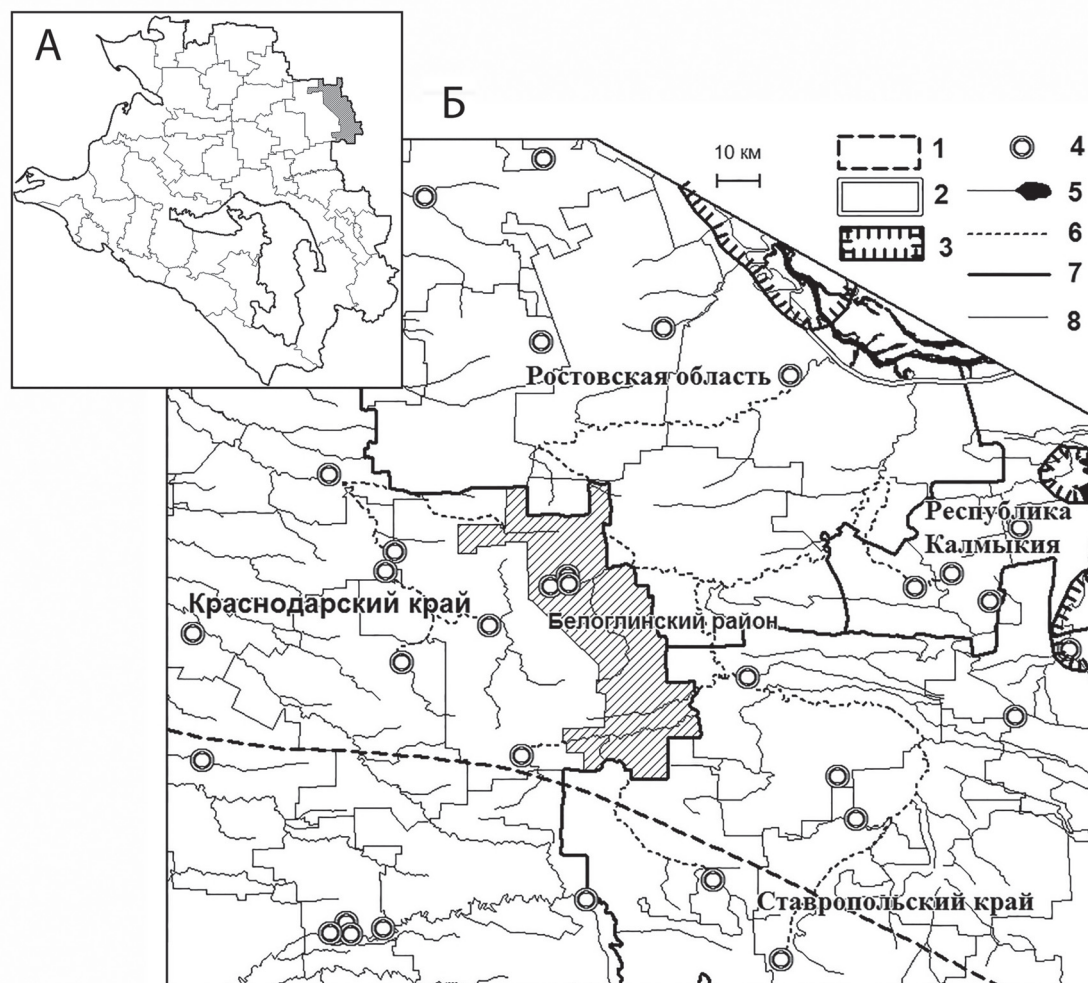 А
Б
10 км
1
2
3
4
5
6
7
8
Ростовская область
Республика
Калмыкия
Краснодарский край
Белоглинский район
Ставропольский край